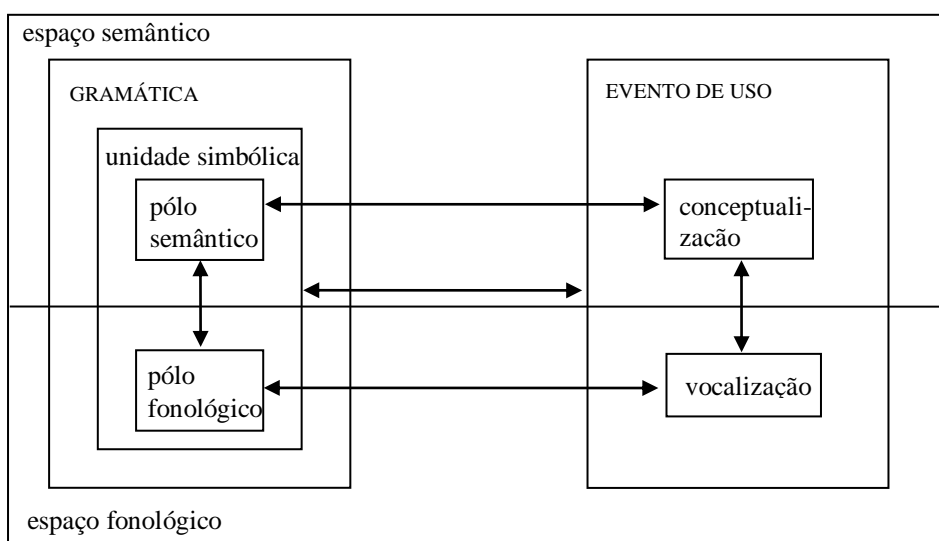 espaço semântico
GRAMÁTICA
EVENTO DE USO
unidade simbólica
pólo
semântico
conceptuali-
zacão
pólo
fonológico
vocalização
espaço fonológico